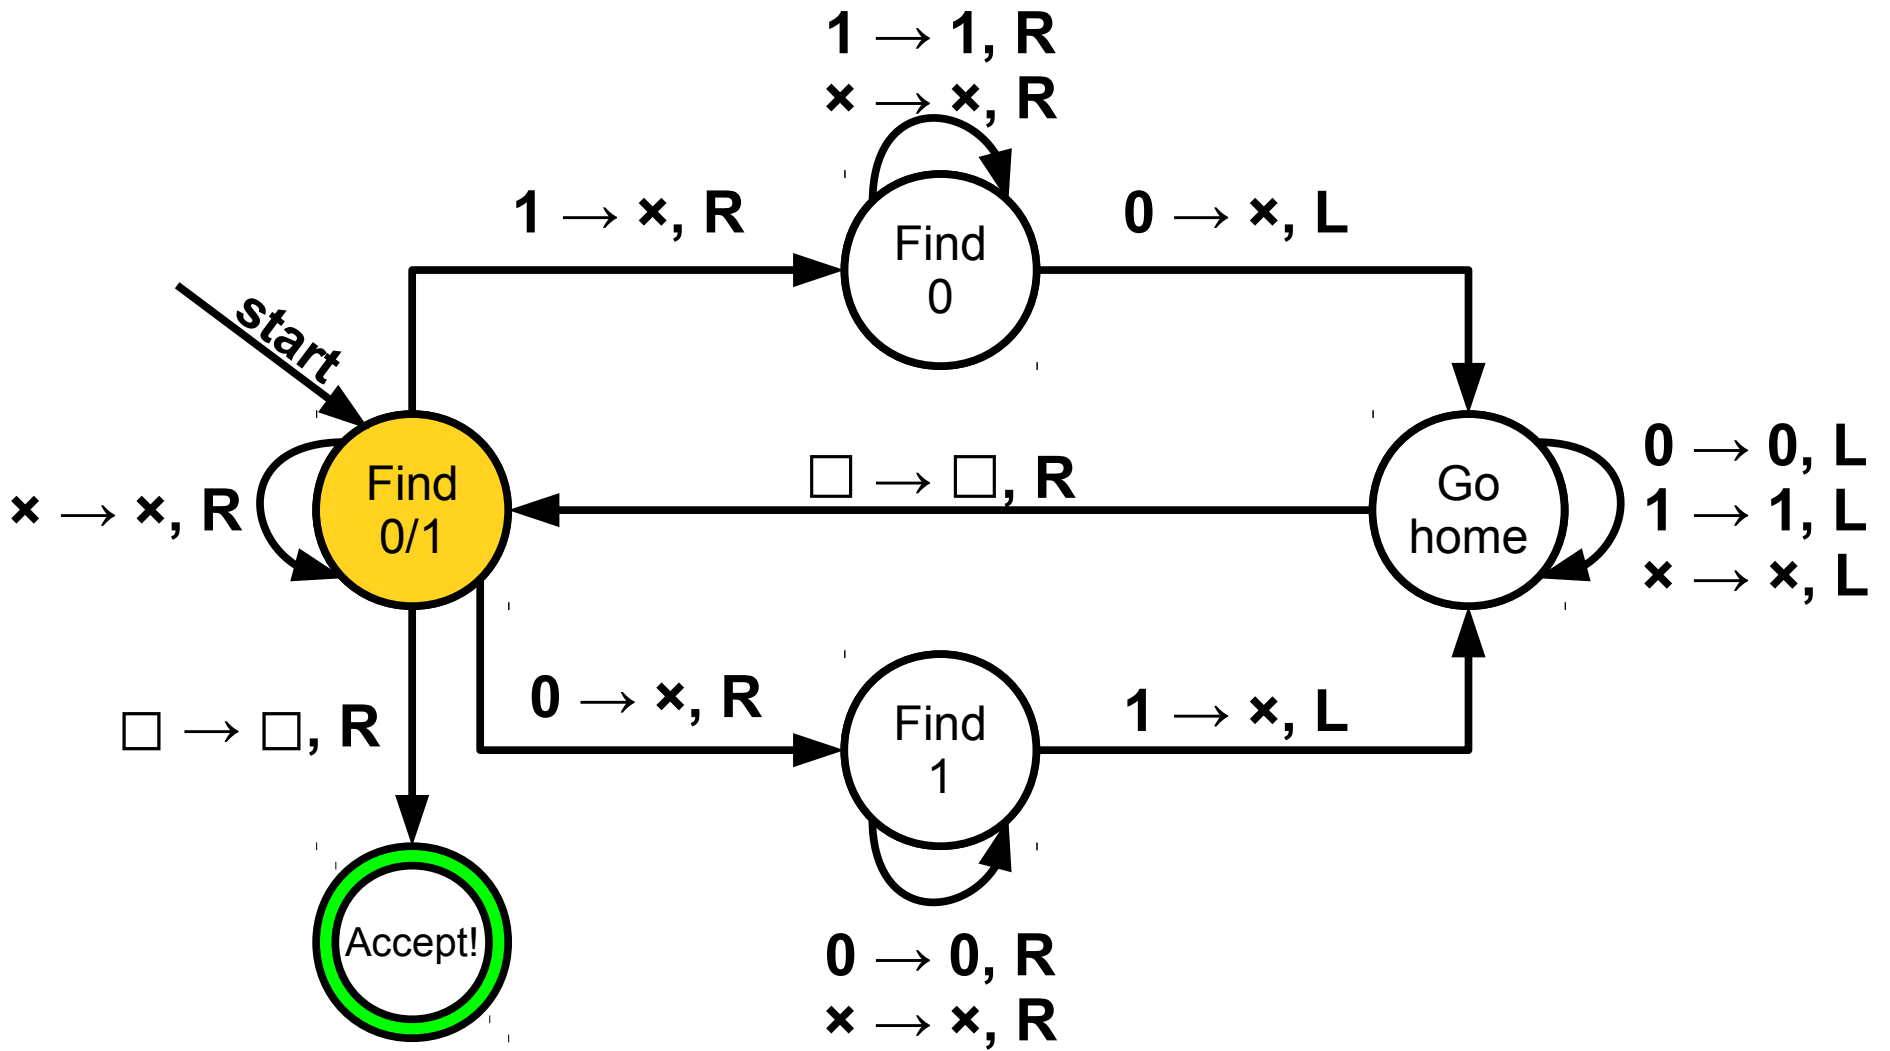 1 → 1, R
× → ×, R
1 → ×, R
Find
0
0 → ×, L
start
Find
0/1
× → ×, R
□ → □, R
Go
home
0 → 0, L
1 → 1, L
× → ×, L
□ → □, R
0 → ×, R
Find
1
1 → ×, L
Accept!
0 → 0, R
× → ×, R